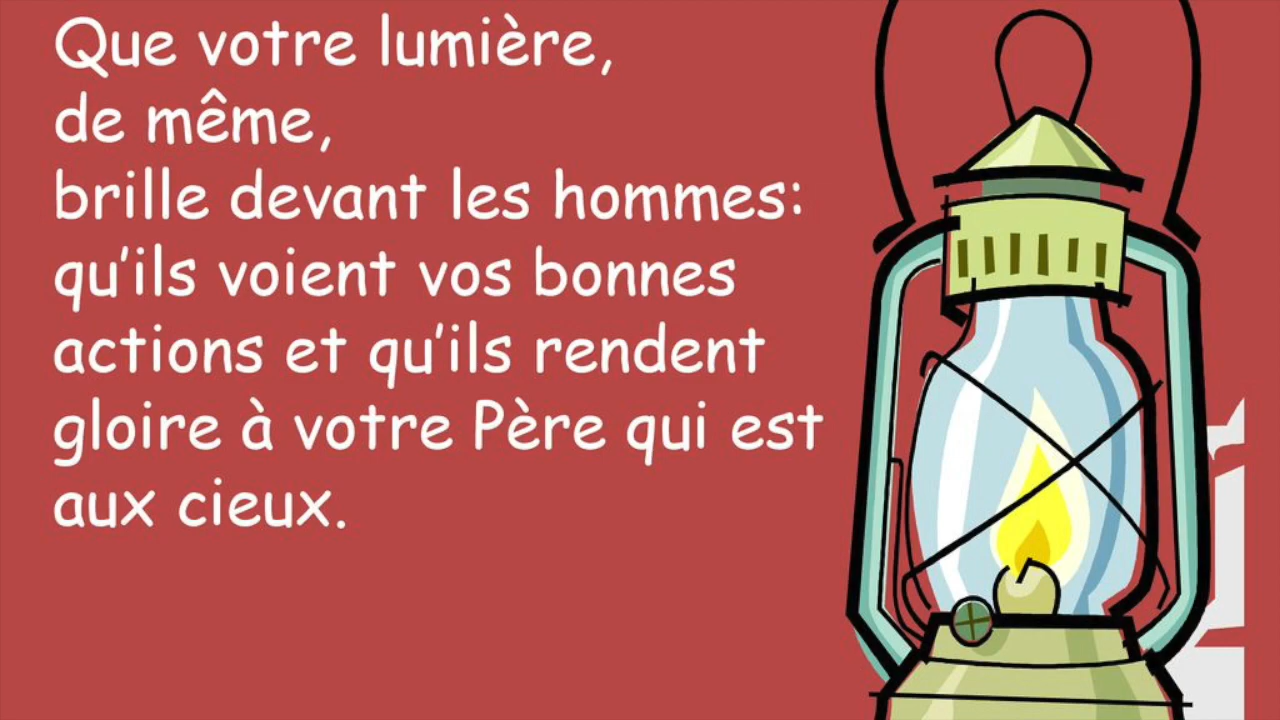 Que votre lumière,
de même,
brille devant les hommes:
qu'ils voient vos bonnes
actions et qu'ils rendent
gloire à votre Père qui est
aux cieux.